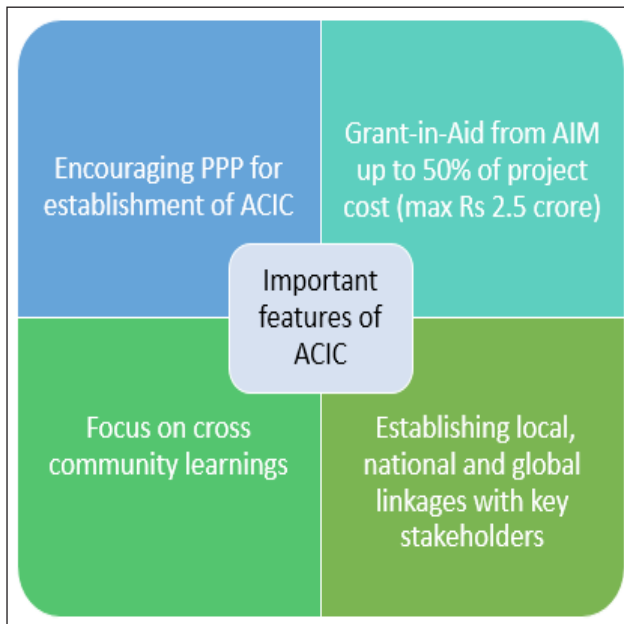 Encouraging PPP for
establishment of ACIC
Grant-in-Aid from AIM
up to 50% of project
cost (max Rs 2.5 crore)
Important
features of
ACIC
Focus on cross
community learnings
Establishing local,
national and global
linkages with key
stakeholders